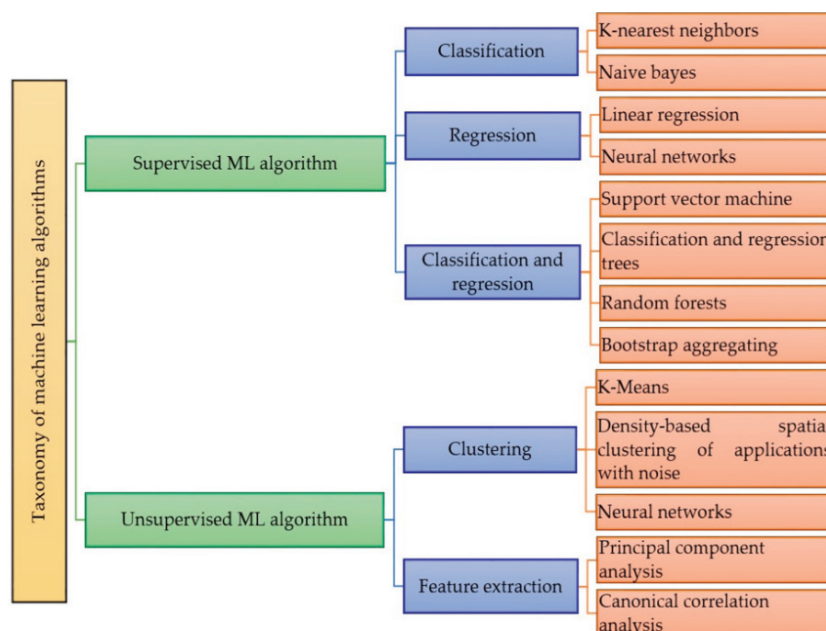 Taxonomy of machine learning algorithms
Supervised ML algorithm
Classification
K-nearest neighbors
Naive bayes
Regression
Linear regression
Neural networks
Classification and
regression
Support vector machine
Classification and regression
trees
Random forests
Bootstrap aggregating
Unsupervised ML algorithm
Clustering
K-Means
Density-based spatial
clustering of applications
with noise
Neural networks
Feature extraction
Principal component
analysis
Canonical correlation
analysis